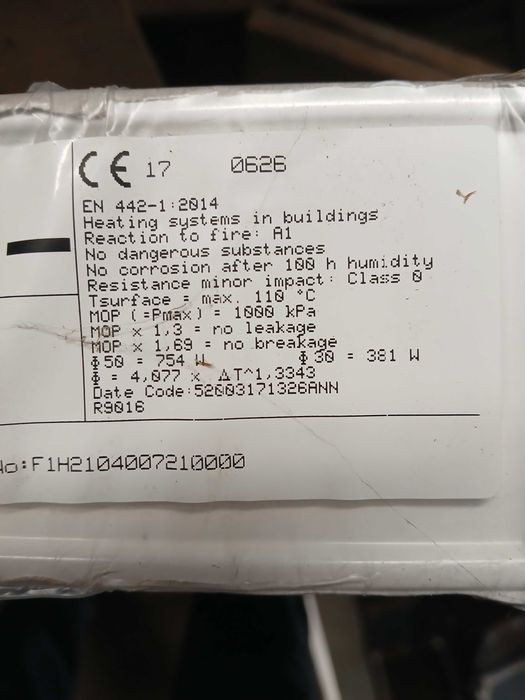 CE 17 0626
EN 442-1:2014
Heating systems in buildings
Reaction to fire: A1
No dangerous substances
No corrosion after 100 h humidity
Resistance minor impact: Class 0
Tsurface = max. 110 °C
MOP (=Pmax) = 1000 kPa
MOP x 1,3 = no leakage
MOP x 1,69 = no breakage
Φ50 = 754 W Φ30 = 381 W
Φ = 4,077 x ΔT^1,3343
Date Code:52003171326ANN
R9016
No:F1H2104007210000